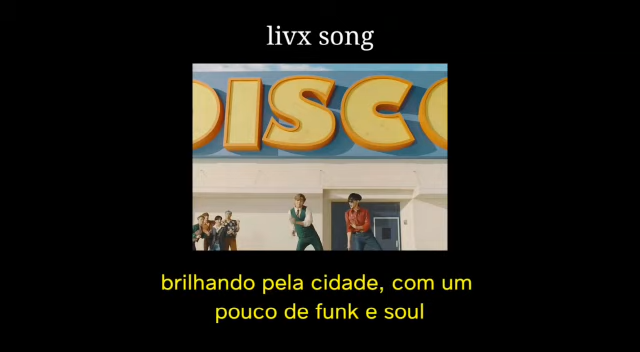 livx song
DISCO
brilhando pela cidade, com um
pouco de funk e soul